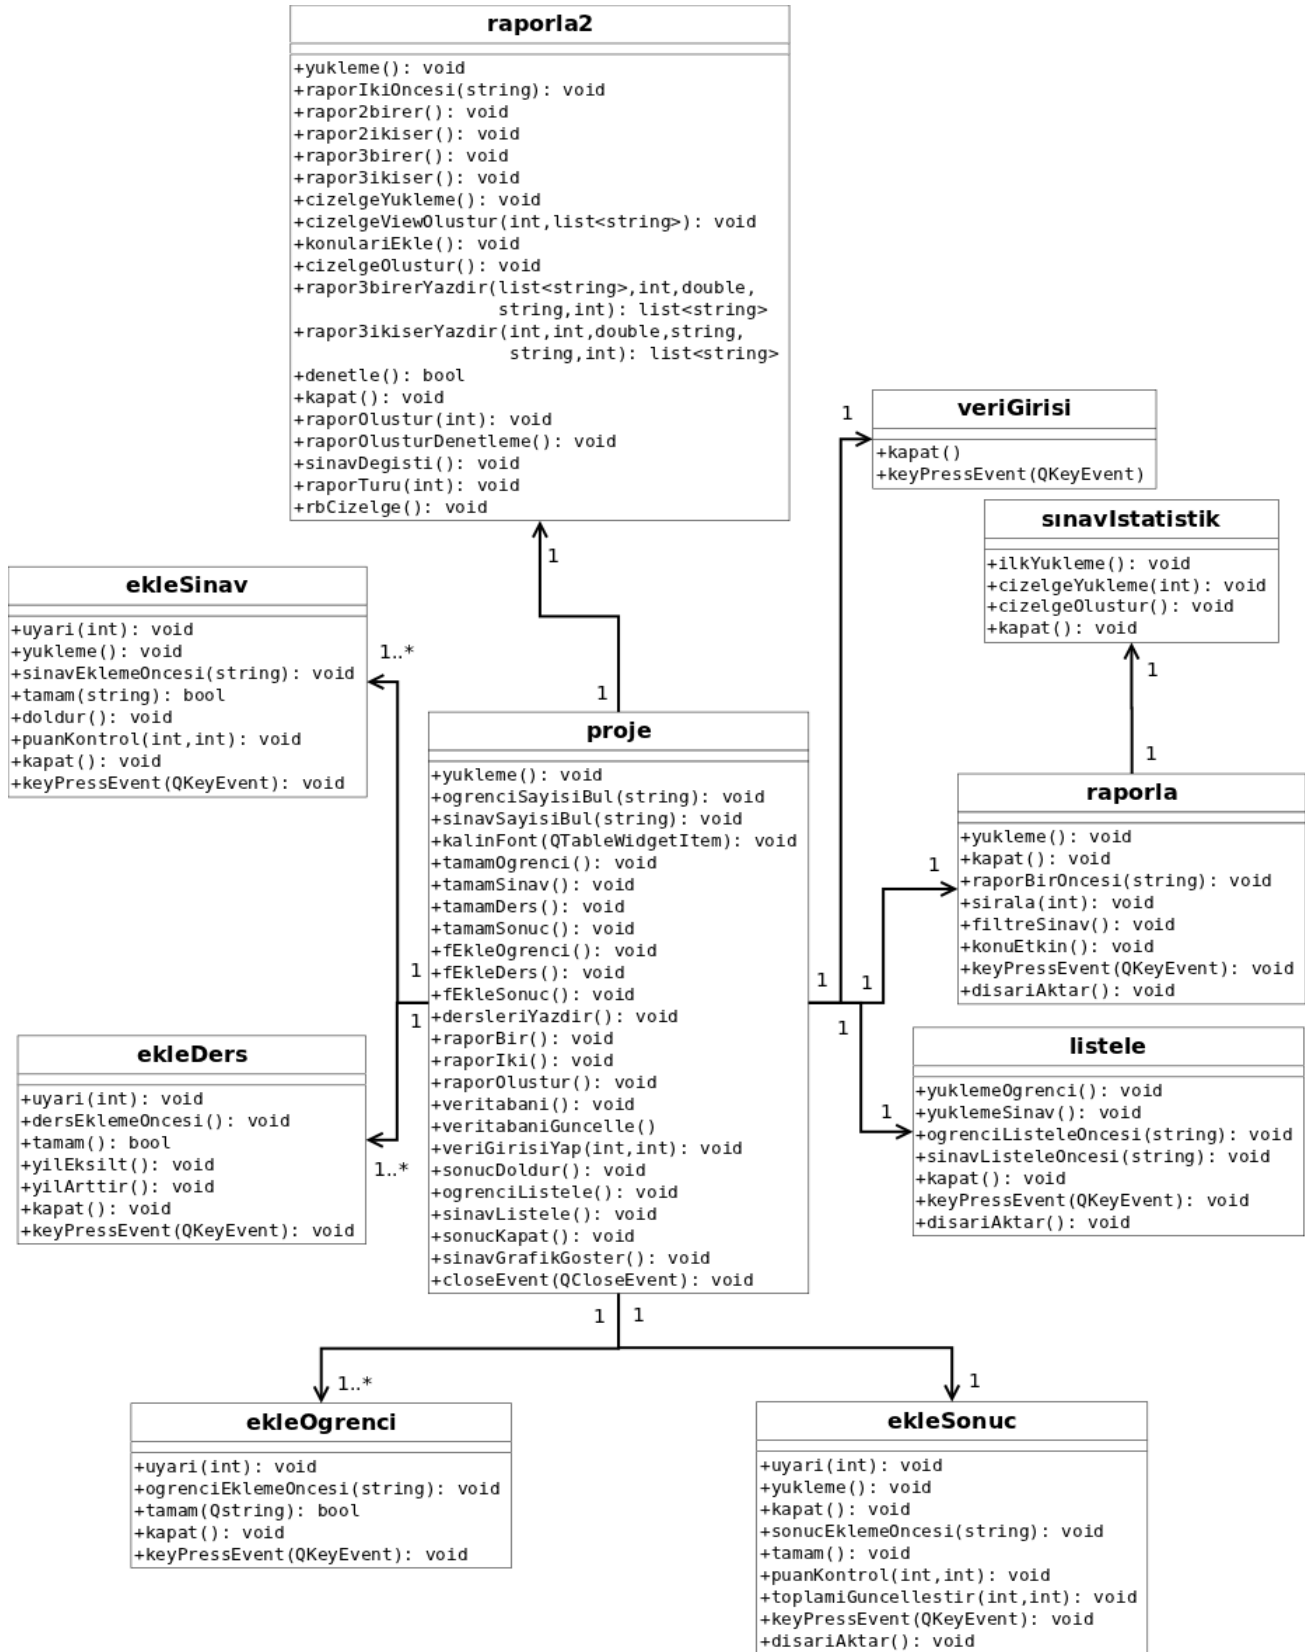 raporla2
+yukleme(): void
+raporIkiOncesi(string): void
+rapor2birer(): void
+rapor2ikiser(): void
+rapor3birer(): void
+rapor3ikiser(): void
+cizelgeYukleme(): void
+cizelgeViewOlustur(int,list<string>): void
+konulariEkle(): void
+cizelgeOlustur(): void
+rapor3birerYazdir(list<string>,int,double,
string,int): list<string>
+rapor3ikiserYazdir(int,int,double,string,
string,int): list<string>
+denetle(): bool
+kapat(): void
+raporOlustur(int): void
+raporOlusturDenetleme(): void
+sinavDegisti(): void
+raporTuru(int): void
+rbCizelge(): void
1
1
veriGirisi
+kapat()
+keyPressEvent(QKeyEvent)
1
sınavIstatistik
+ilkYukleme(): void
+cizelgeYukleme(int): void
+cizelgeOlustur(): void
+kapat(): void
1
1
ekleSinav
+uyari(int): void
+yukleme(): void
+sinavEklemeOncesi(string): void
+tamam(string): bool
+doldur(): void
+puanKontrol(int,int): void
+kapat(): void
+keyPressEvent(QKeyEvent): void
1..*
proje
+yukleme(): void
+ogrenciSayisiBul(string): void
+sinavSayisiBul(string): void
+kalinFont(QTableWidgetItem): void
+tamamOgrenci(): void
+tamamSinav(): void
+tamamDers(): void
+tamamSonuc(): void
+fEkleOgrenci(): void
+fEkleDers(): void
+fEkleSonuc(): void
+dersleriYazdir(): void
+raporBir(): void
+raporIki(): void
+raporOlustur(): void
+veritabani(): void
+veritabaniGuncelle()
+veriGirisiYap(int,int): void
+sonucDoldur(): void
+ogrenciListele(): void
+sinavListele(): void
+sonucKapat(): void
+sinavGrafikGoster(): void
+closeEvent(QCloseEvent): void
1
1
1
1
1
raporla
+yukleme(): void
+kapat(): void
+raporBirOncesi(string): void
+sirala(int): void
+filtreSinav(): void
+konuEtkin(): void
+keyPressEvent(QKeyEvent): void
+disariAktar(): void
1
ekleDers
+uyari(int): void
+dersEklemeOncesi(): void
+tamam(): bool
+yilEksilt(): void
+yilArttir(): void
+kapat(): void
+keyPressEvent(QKeyEvent): void
1..*
listele
+yuklemeOgrenci(): void
+yuklemeSinav(): void
+ogrenciListeleOncesi(string): void
+sinavListeleOncesi(string): void
+kapat(): void
+keyPressEvent(QKeyEvent): void
+disariAktar(): void
1
1
1
1..*
1
ekleOgrenci
+uyari(int): void
+ogrenciEklemeOncesi(string): void
+tamam(Qstring): bool
+kapat(): void
+keyPressEvent(QKeyEvent): void
ekleSonuc
+uyari(int): void
+yukleme(): void
+kapat(): void
+sonucEklemeOncesi(string): void
+tamam(): void
+puanKontrol(int,int): void
+toplamiGuncellestir(int,int): void
+keyPressEvent(QKeyEvent): void
+disariAktar(): void